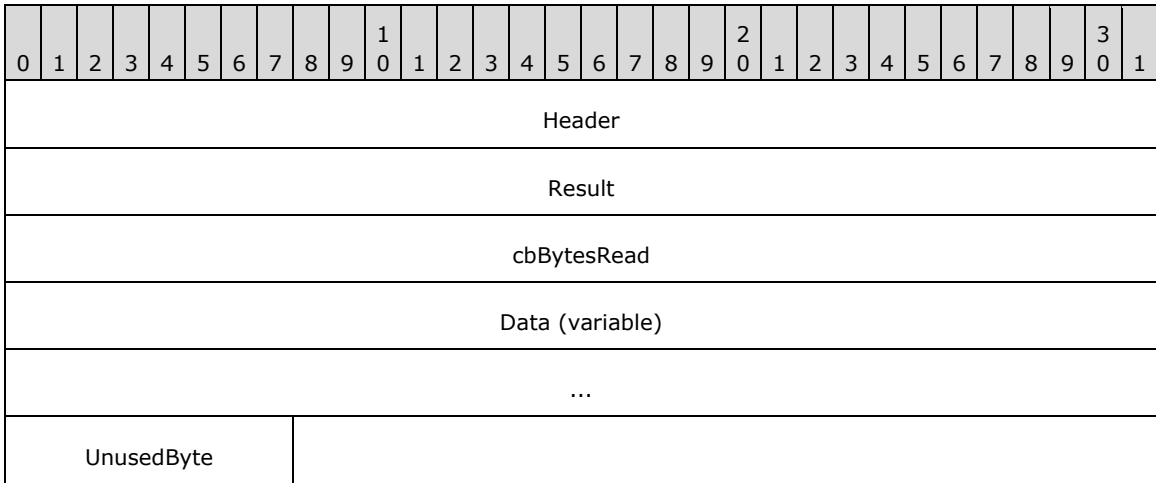 1 2 3
0 1 2 3 4 5 6 7 8 9 0 1 2 3 4 5 6 7 8 9 0 1 2 3 4 5 6 7 8 9 0 1
Header
Result
cbBytesRead
Data (variable)
...
UnusedByte